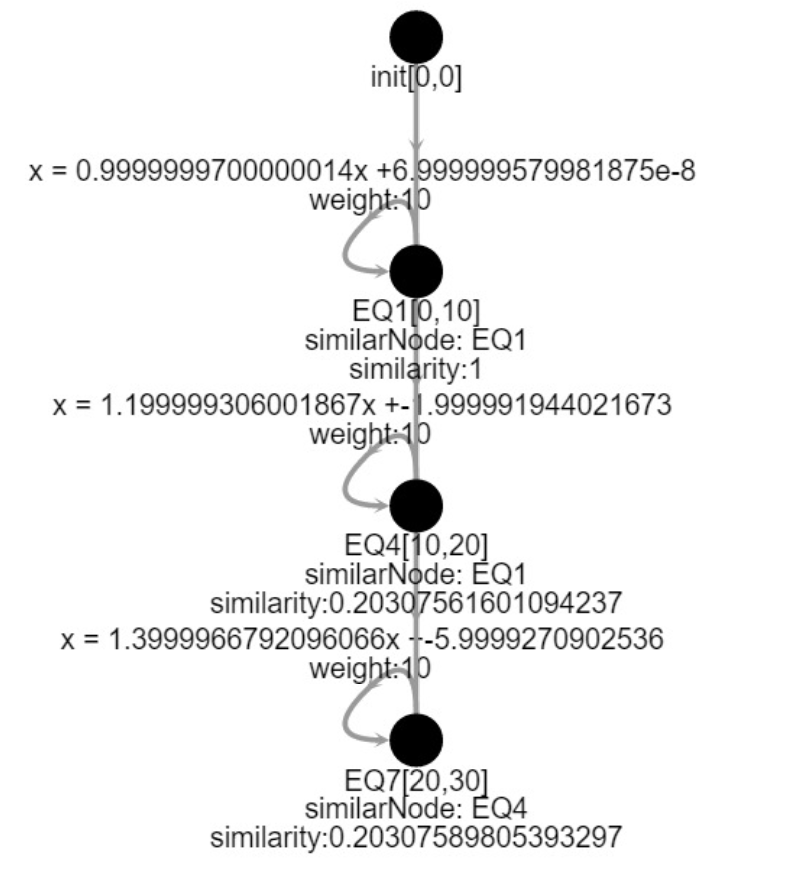 init[0,0]
x = 0.9999999700000014x +6.999999579981875e-8
weight:10
EQ1[0,10]
similarNode: EQ1
similarity:1
x = 1.199999306001867x +-1.999991944021673
weight:10
EQ4[10,20]
similarNode: EQ1
similarity:0.20307561601094237
x = 1.3999966792096066x +-5.9999270902536
weight:10
EQ7[20,30]
similarNode: EQ4
similarity:0.20307589805393297